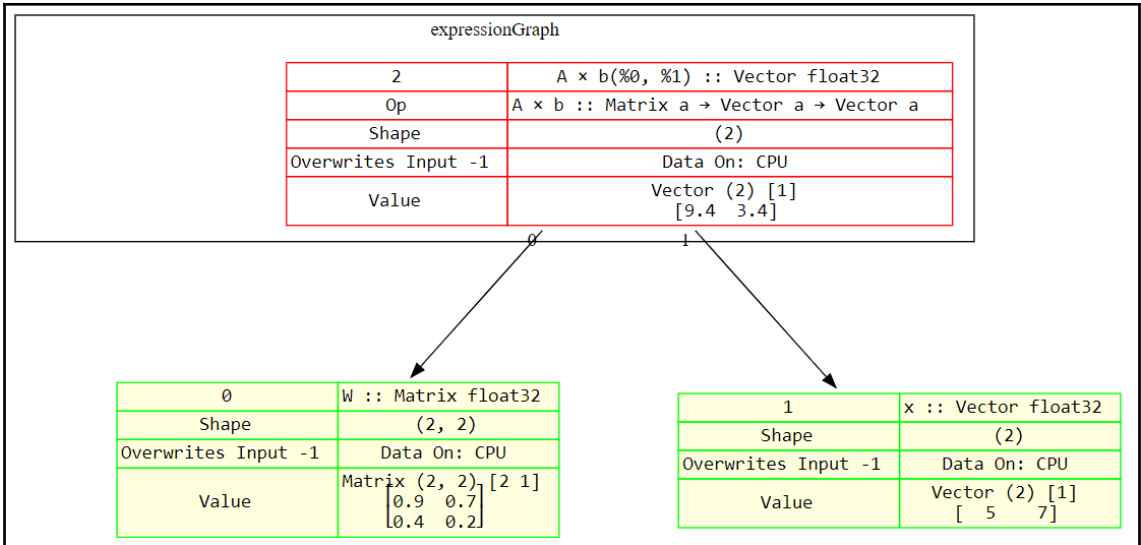 expressionGraph
2 A × b(%0, %1) :: Vector float32
Op A × b :: Matrix a → Vector a → Vector a
Shape (2)
Overwrites Input -1 Data On: CPU
Value Vector (2) [1]
[9.4 3.4]
0 1
0 W :: Matrix float32
Shape (2, 2)
Overwrites Input -1 Data On: CPU
Value Matrix (2, 2) [2 1]
⎡0.9 0.7⎤
⎣0.4 0.2⎦
1 x :: Vector float32
Shape (2)
Overwrites Input -1 Data On: CPU
Value Vector (2) [1]
[ 5 7]